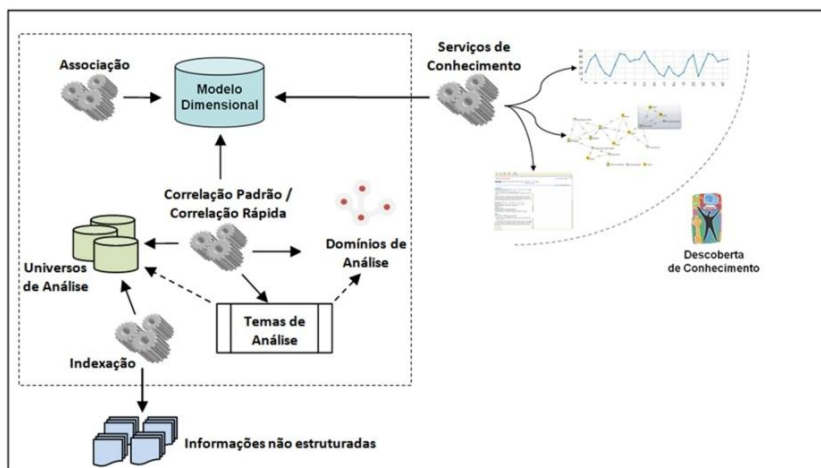 Associação
Modelo
Dimensional
Serviços de
Conhecimento
Correlação Padrão /
Correlação Rápida
Universos
de Análise
Domínios de
Análise
Temas de
Análise
Indexação
Informações não estruturadas
Descoberta
de Conhecimento